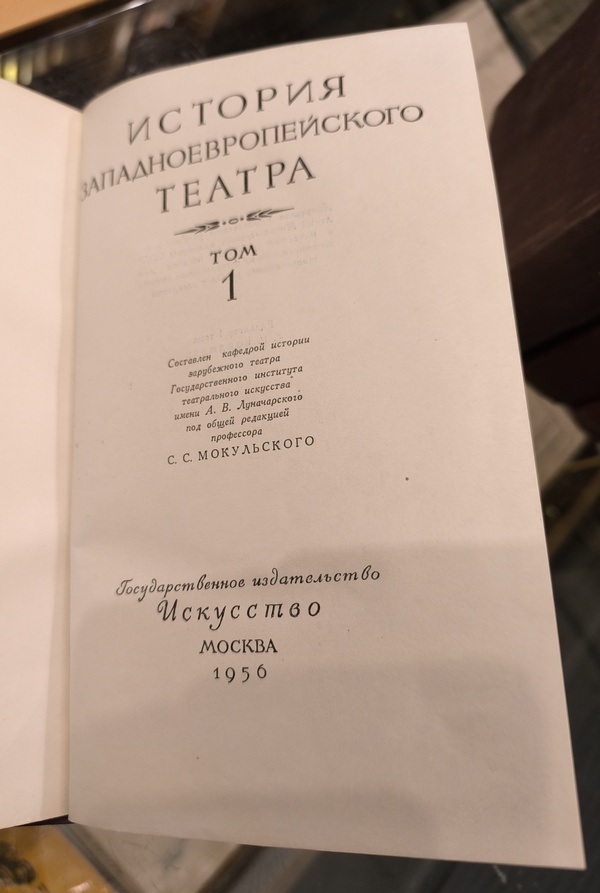 ИСТОРИЯ
ЗАПАДНОЕВРОПЕЙСКОГО
ТЕАТРА
ТОМ
1
Составлен кафедрой истории
зарубежного театра
Государственного института
театрального искусства
имени А. В. Луначарского
под общей редакцией
профессора
С. С. МОКУЛЬСКОГО
Государственное издательство
Искусство
МОСКВА
1956